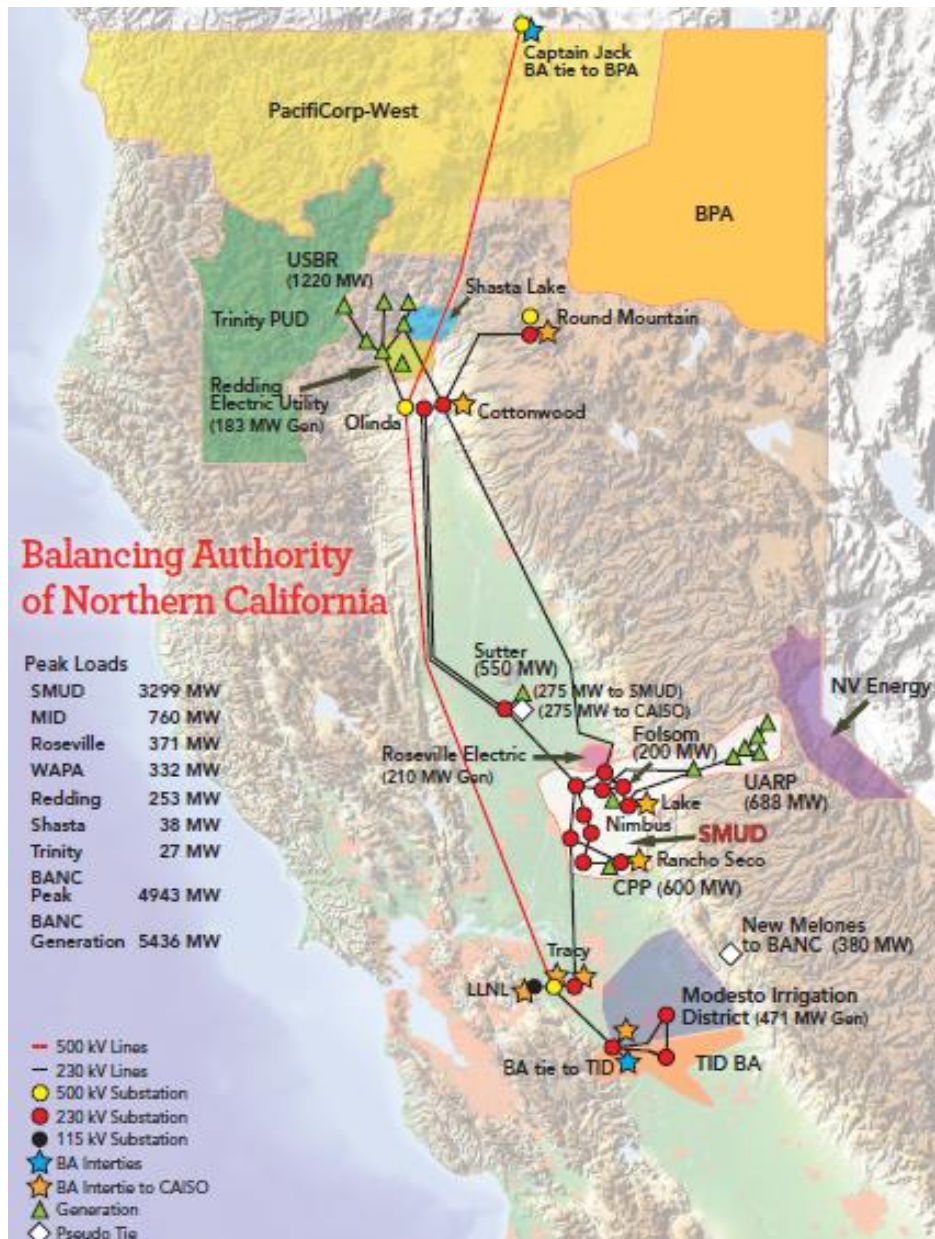 Captain Jack
BA tie to BPA
PacifiCorp-West
BPA
USBR
(1220 MW)
Shasta Lake
Trinity PUD
Round Mountain
Redding
Electric Utility
(183 MW Gen)
Olinda
Cottonwood
Balancing Authority
of Northern California
Peak Loads
SMUD 3299 MW
MID 760 MW
Roseville 371 MW
WAPA 332 MW
Redding 253 MW
Shasta 38 MW
Trinity 27 MW
BANC
Peak 4943 MW
BANC
Generation 5436 MW
Sutter
(550 MW)
(275 MW to SMUD)
(275 MW to CAISO)
NV Energy
Roseville Electric
(210 MW Gen)
Folsom
(200 MW)
UARP
(688 MW)
Lake
Nimbus
SMUD
Rancho Seco
CPP (600 MW)
New Melones
to BANC (380 MW)
Tracy
LLNL
Modesto Irrigation
District (471 MW Gen)
BA tie to TID
TID BA
500 kV Lines
230 kV Lines
500 kV Substation
230 kV Substation
115 kV Substation
BA Interties
BA Intertie to CAISO
Generation
Pseudo Tie